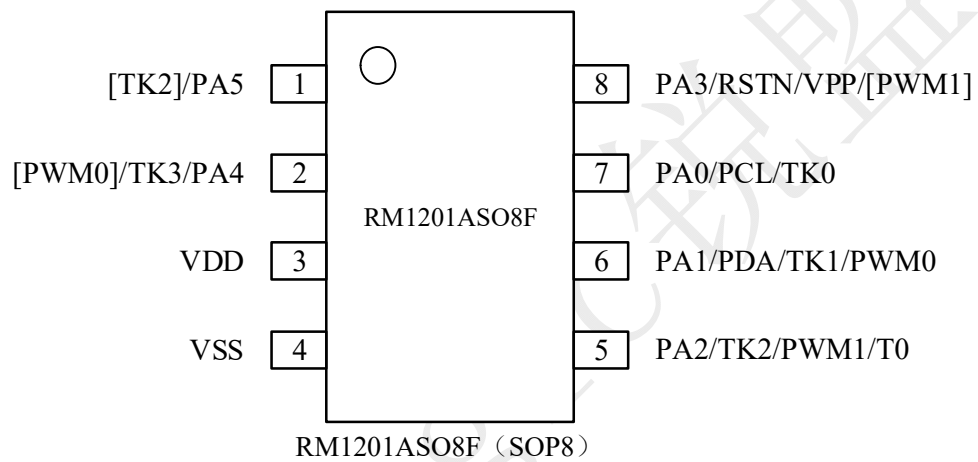 [TK2]/PA5 1 8 PA3/RSTN/VPP/[PWM1]
[PWM0]/TK3/PA4 2 7 PA0/PCL/TK0
RM1201ASO8F
VDD 3 6 PA1/PDA/TK1/PWM0
VSS 4 5 PA2/TK2/PWM1/T0
RM1201ASO8F（SOP8）